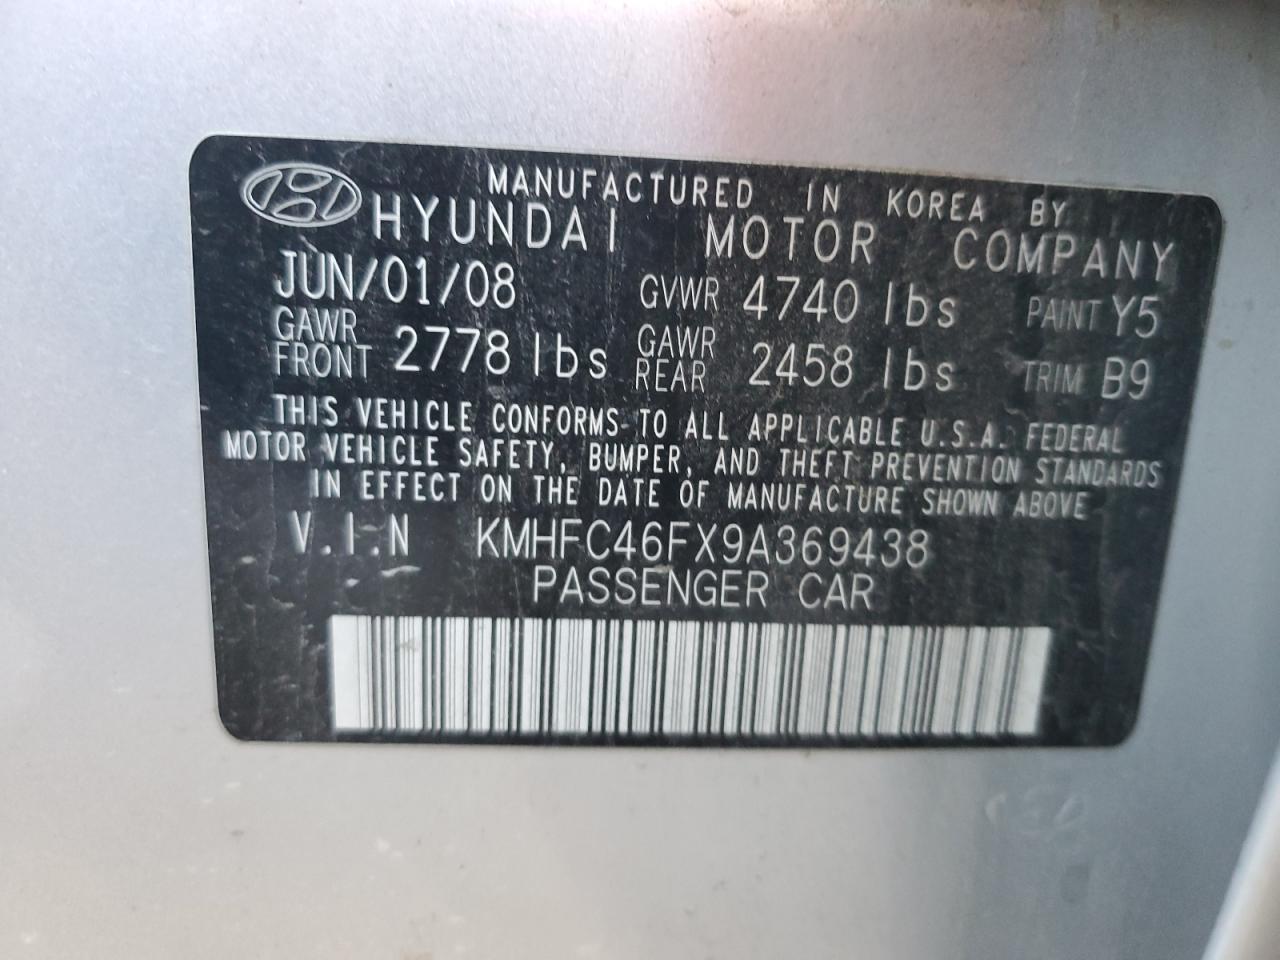 MANUFACTURED IN KOREA BY
HYUNDAI MOTOR COMPANY
JUN/01/08 GVWR 4740 lbs PAINT Y5
GAWR FRONT 2778 lbs GAWR REAR 2458 lbs TRIM B9
THIS VEHICLE CONFORMS TO ALL APPLICABLE U.S.A. FEDERAL
MOTOR VEHICLE SAFETY, BUMPER, AND THEFT PREVENTION STANDARDS
IN EFFECT ON THE DATE OF MANUFACTURE SHOWN ABOVE
V.I.N KMHFC46FX9A369438
PASSENGER CAR